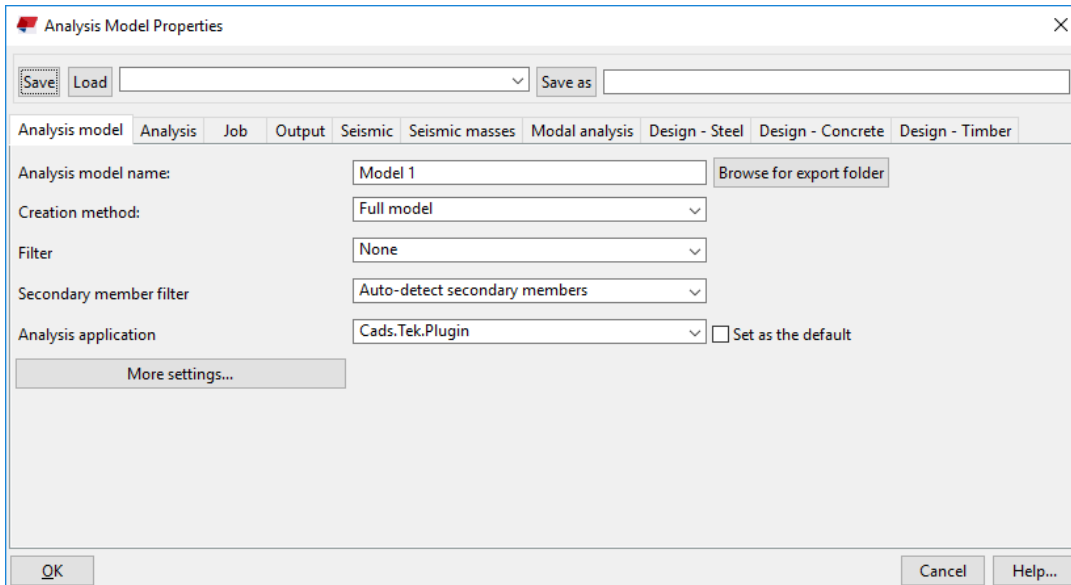 Analysis Model Properties
Save Load Save as
Analysis model Analysis Job Output Seismic Seismic masses Modal analysis Design - Steel Design - Concrete Design - Timber
Analysis model name: Model 1 Browse for export folder
Creation method: Full model
Filter None
Secondary member filter Auto-detect secondary members
Analysis application Cads.Tek.Plugin Set as the default
More settings...
OK Cancel Help...